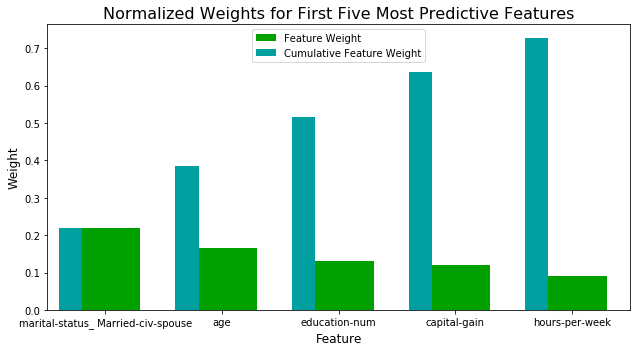 Normalized Weights for First Five Most Predictive Features
Feature Weight
Cumulative Feature Weight
Weight
0.7
0.6
0.5
0.4
0.3
0.2
0.1
0.0
marital-status_ Married-civ-spouse age education-num capital-gain hours-per-week
Feature